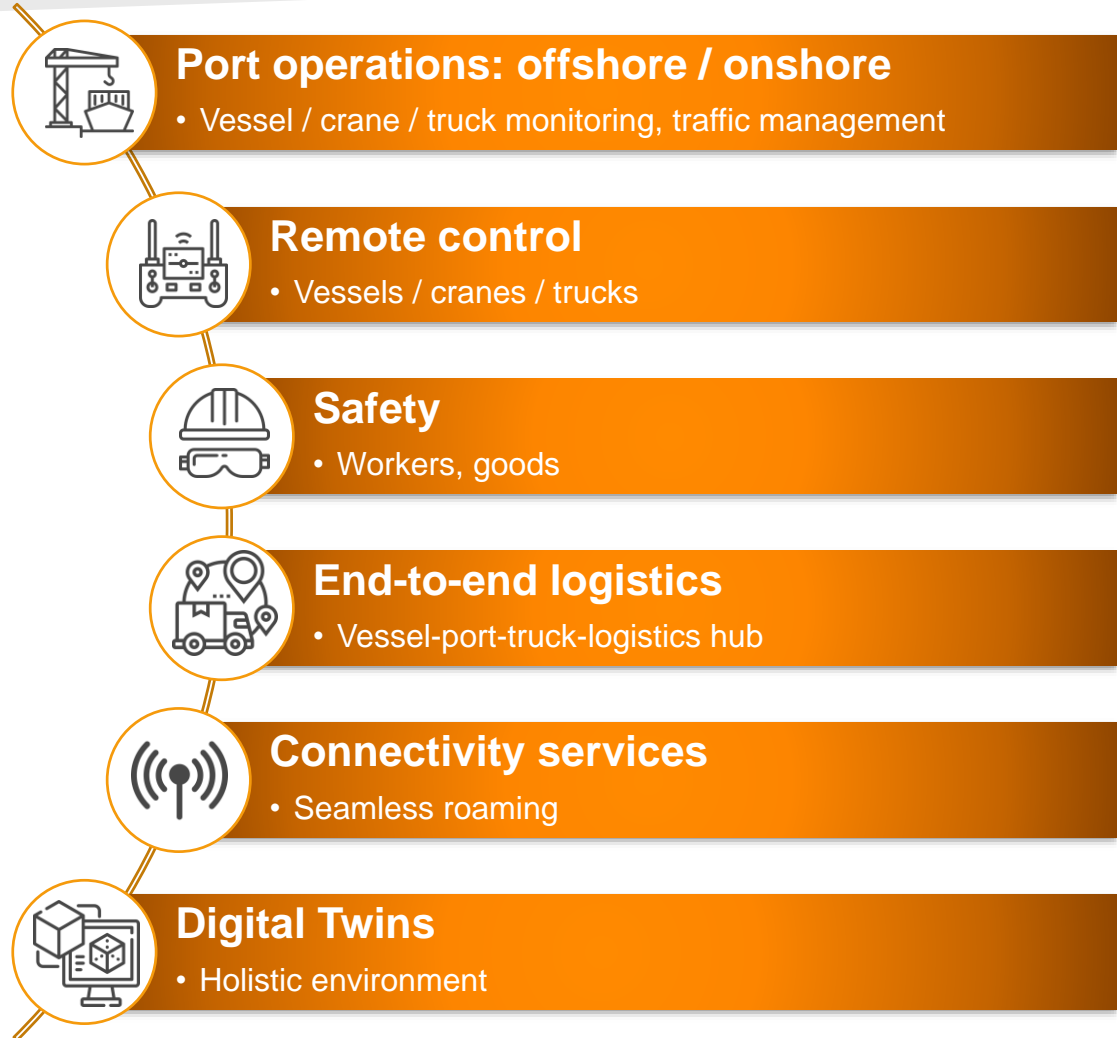 Port operations: offshore / onshore
• Vessel / crane / truck monitoring, traffic management
Remote control
• Vessels / cranes / trucks
Safety
• Workers, goods
End-to-end logistics
• Vessel-port-truck-logistics hub
Connectivity services
• Seamless roaming
Digital Twins
• Holistic environment